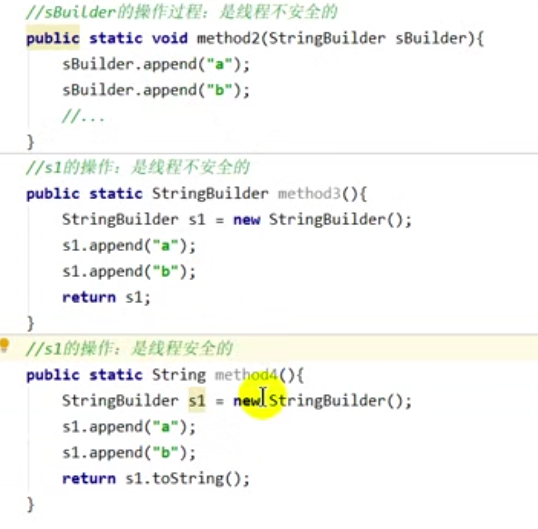 //sBuilder的操作过程：是线程不安全的
public static void method2(StringBuilder sBuilder){
sBuilder.append("a");
sBuilder.append("b");
//...
}
//s1的操作：是线程不安全的
public static StringBuilder method3(){
StringBuilder s1 = new StringBuilder();
s1.append("a");
s1.append("b");
return s1;
}
//s1的操作：是线程安全的
public static String method4(){
StringBuilder s1 = new StringBuilder();
s1.append("a");
s1.append("b");
return s1.toString();
}